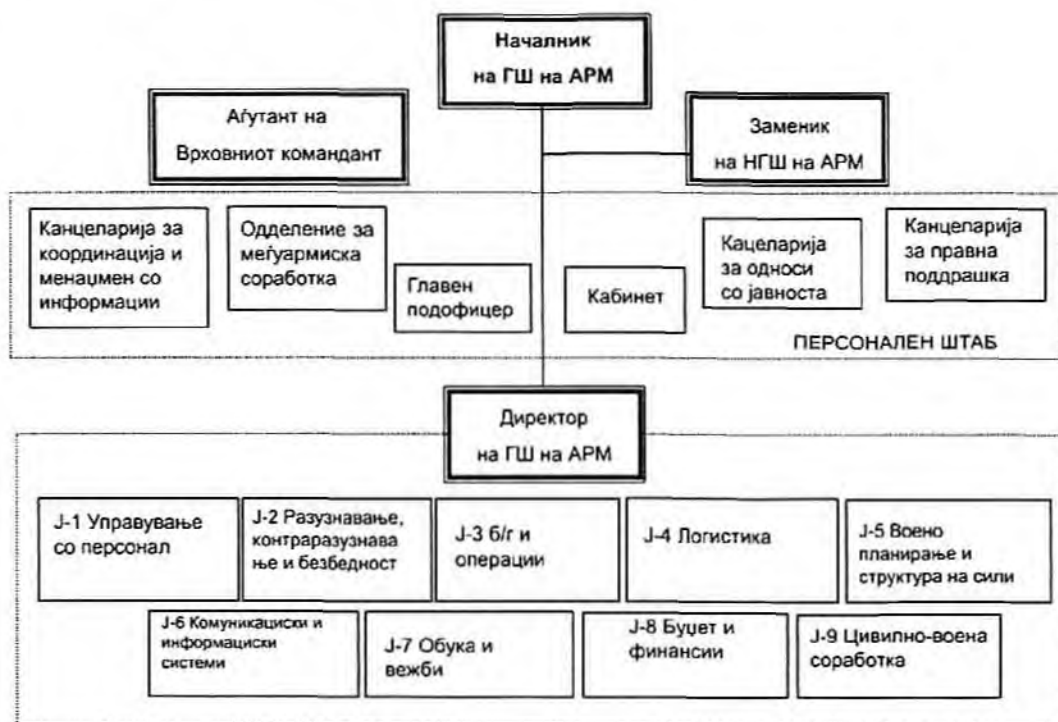 Началник
на ГШ на АРМ
Аѓутант на
Врховниот командант
Заменик
на НГШ на АРМ
Канцеларија за
координација и
менаџмен со
информации
Одделение за
меѓуармиска
соработка
Главен
подофицер
Кабинет
Кацеларија
за односи
со јавноста
Канцеларија
за правна
поддрашка
ПЕРСОНАЛЕН ШТАБ
Директор
на ГШ на АРМ
Ј-1 Управување
со персонал
Ј-2 Разузнавање,
контраразузнава
ње и безбедност
Ј-3 б/г и
операции
Ј-4 Логистика
Ј-5 Воено
планирање и
структура на сили
Ј-6 Комуникациски и
информациски
системи
Ј-7 Обука и
вежби
Ј-8 Буџет и
финансии
Ј-9 Цивилно-воена
соработка